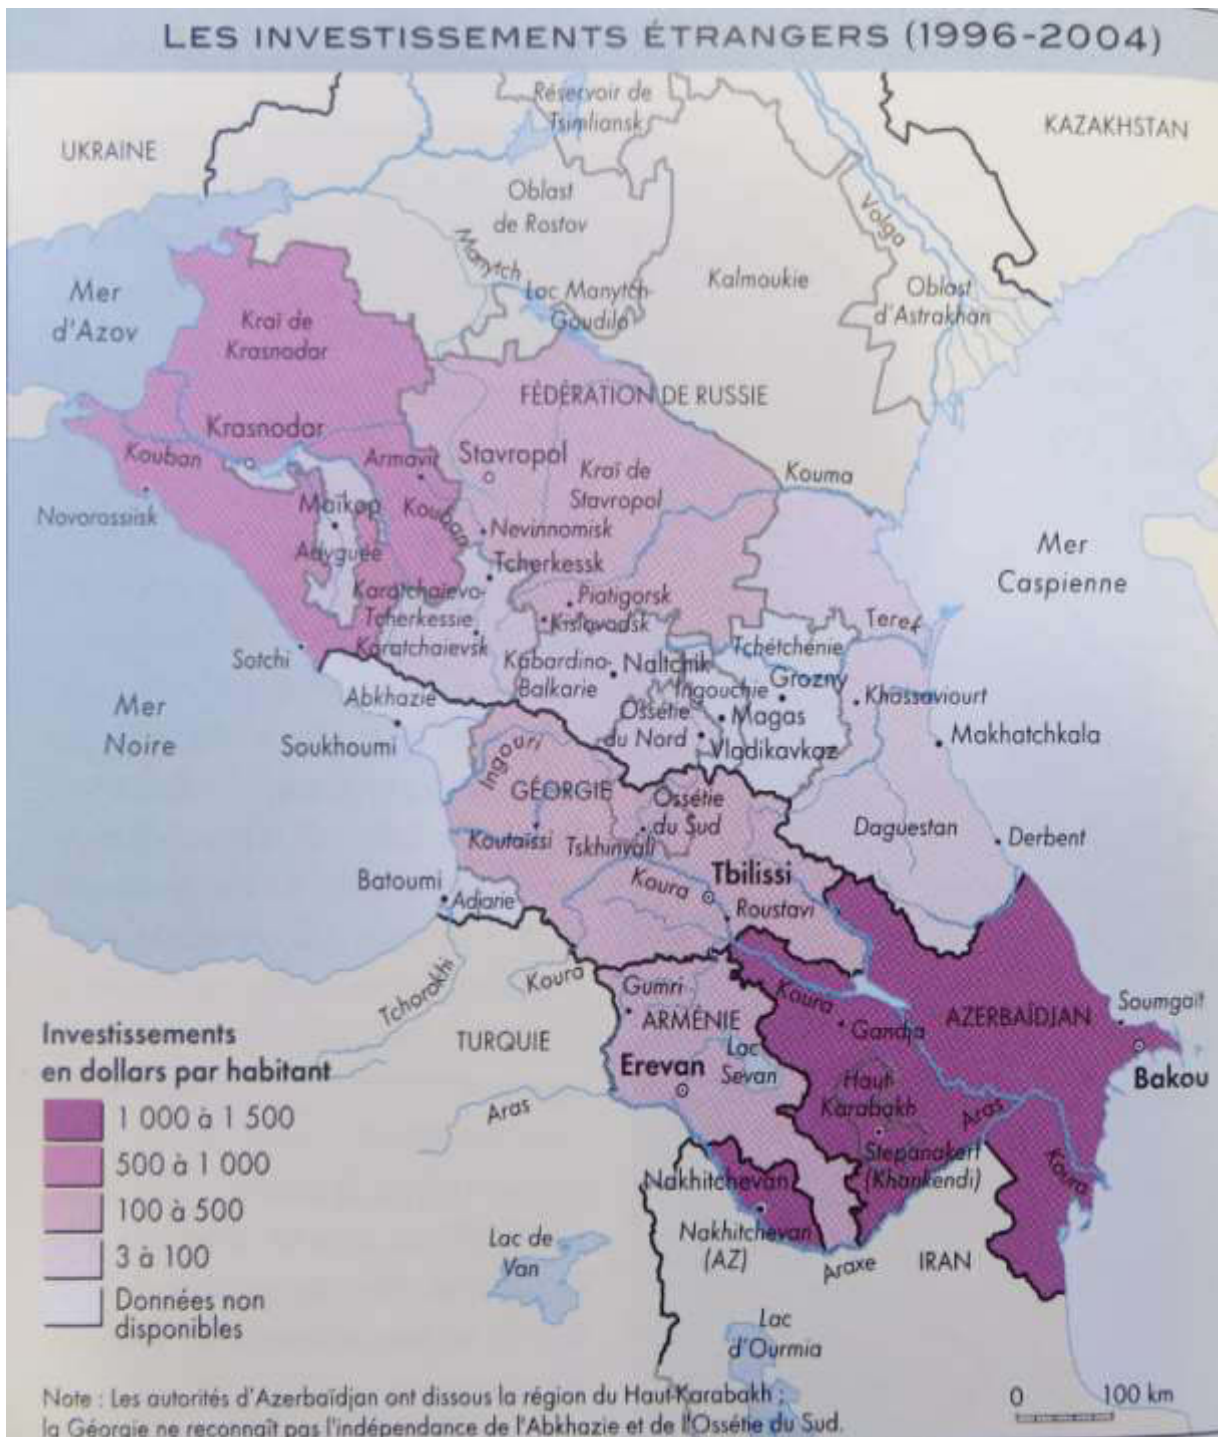 LES INVESTISSEMENTS ÉTRANGERS (1996-2004)
Réservoir de
Tsimliansk
UKRAINE
KAZAKHSTAN
Oblast
de Rostov
Volga
Manytch
Kalmoukie
Mer
d'Azov
Lac Manytch-
Goudilo
Oblast
d'Astrakhan
Kraï de
Krasnodar
FÉDÉRATION DE RUSSIE
Krasnodar
Kouban
Armavir
Stavropol
Kraï de
Stavropol
Kouma
Novorassisk
Maïkop
Kouban
Nevinnomisk
Adyguée
Tcherkessk
Mer
Caspienne
Karatchaïevo-
Tcherkessie
Piatigorsk
Kislovadsk
Karatchaïevsk
Teref
Tchétchénie
Sotchi
Kabardino-
Balkarie
Naltchik
Ingouchie
Grozny
Khassaviourt
Abkhazie
Mer
Noire
Soukhoumi
Ossétie
du Nord
Magas
Vladikavkaz
Makhatchkala
Ingouri
GÉORGIE
Ossétie
du Sud
Daguestan
Derbent
Koutaïssi
Tskhinvali
Batoumi
Adjarie
Koura
Tbilissi
Roustavi
Tchorokhi
Koura
Gumri
ARMÉNIE
Koura
Gandja
AZERBAÏDJAN
Soumgaït
TURQUIE
Erevan
Lac
Sevan
Bakou
Haut-
Karabakh
Aras
Aras
Stepanakert
(Khankendi)
Koura
Nakhitchevan
Nakhitchevan
(AZ)
Araxe
IRAN
Lac de
Van
Lac
d'Ourmia
Investissements
en dollars par habitant
1 000 à 1 500
500 à 1 000
100 à 500
3 à 100
Données non
disponibles
0 100 km
Note : Les autorités d'Azerbaïdjan ont dissous la région du Haut-Karabakh ;
la Géorgie ne reconnaît pas l'indépendance de l'Abkhazie et de l'Ossétie du Sud.